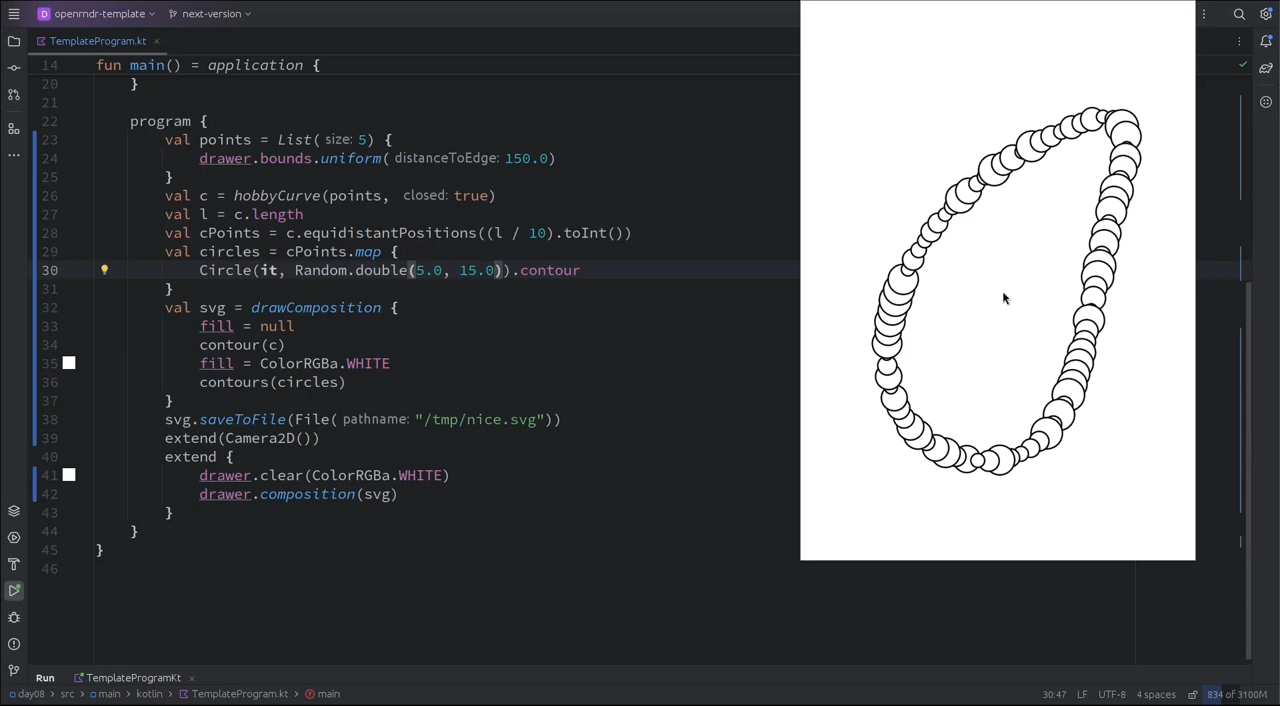 D openrndr-template next-version
TemplateProgram.kt ×
14 fun main() = application {
20 }
21
22 program {
23 val points = List( size: 5) {
24 drawer.bounds.uniform( distanceToEdge: 150.0)
25 }
26 val c = hobbyCurve(points, closed: true)
27 val l = c.length
28 val cPoints = c.equidistantPositions((l / 10).toInt())
29 val circles = cPoints.map {
30 Circle(it, Random.double(5.0, 15.0)).contour
31 }
32 val svg = drawComposition {
33 fill = null
34 contour(c)
35 fill = ColorRGBa.WHITE
36 contours(circles)
37 }
38 svg.saveToFile(File( pathname: "/tmp/nice.svg"))
39 extend(Camera2D())
40 extend {
41 drawer.clear(ColorRGBa.WHITE)
42 drawer.composition(svg)
43 }
44 }
45 }
46
Run TemplateProgramKt ×
day08 > src > main > kotlin > TemplateProgram.kt > main 30:47 LF UTF-8 4 spaces 834 of 3100M